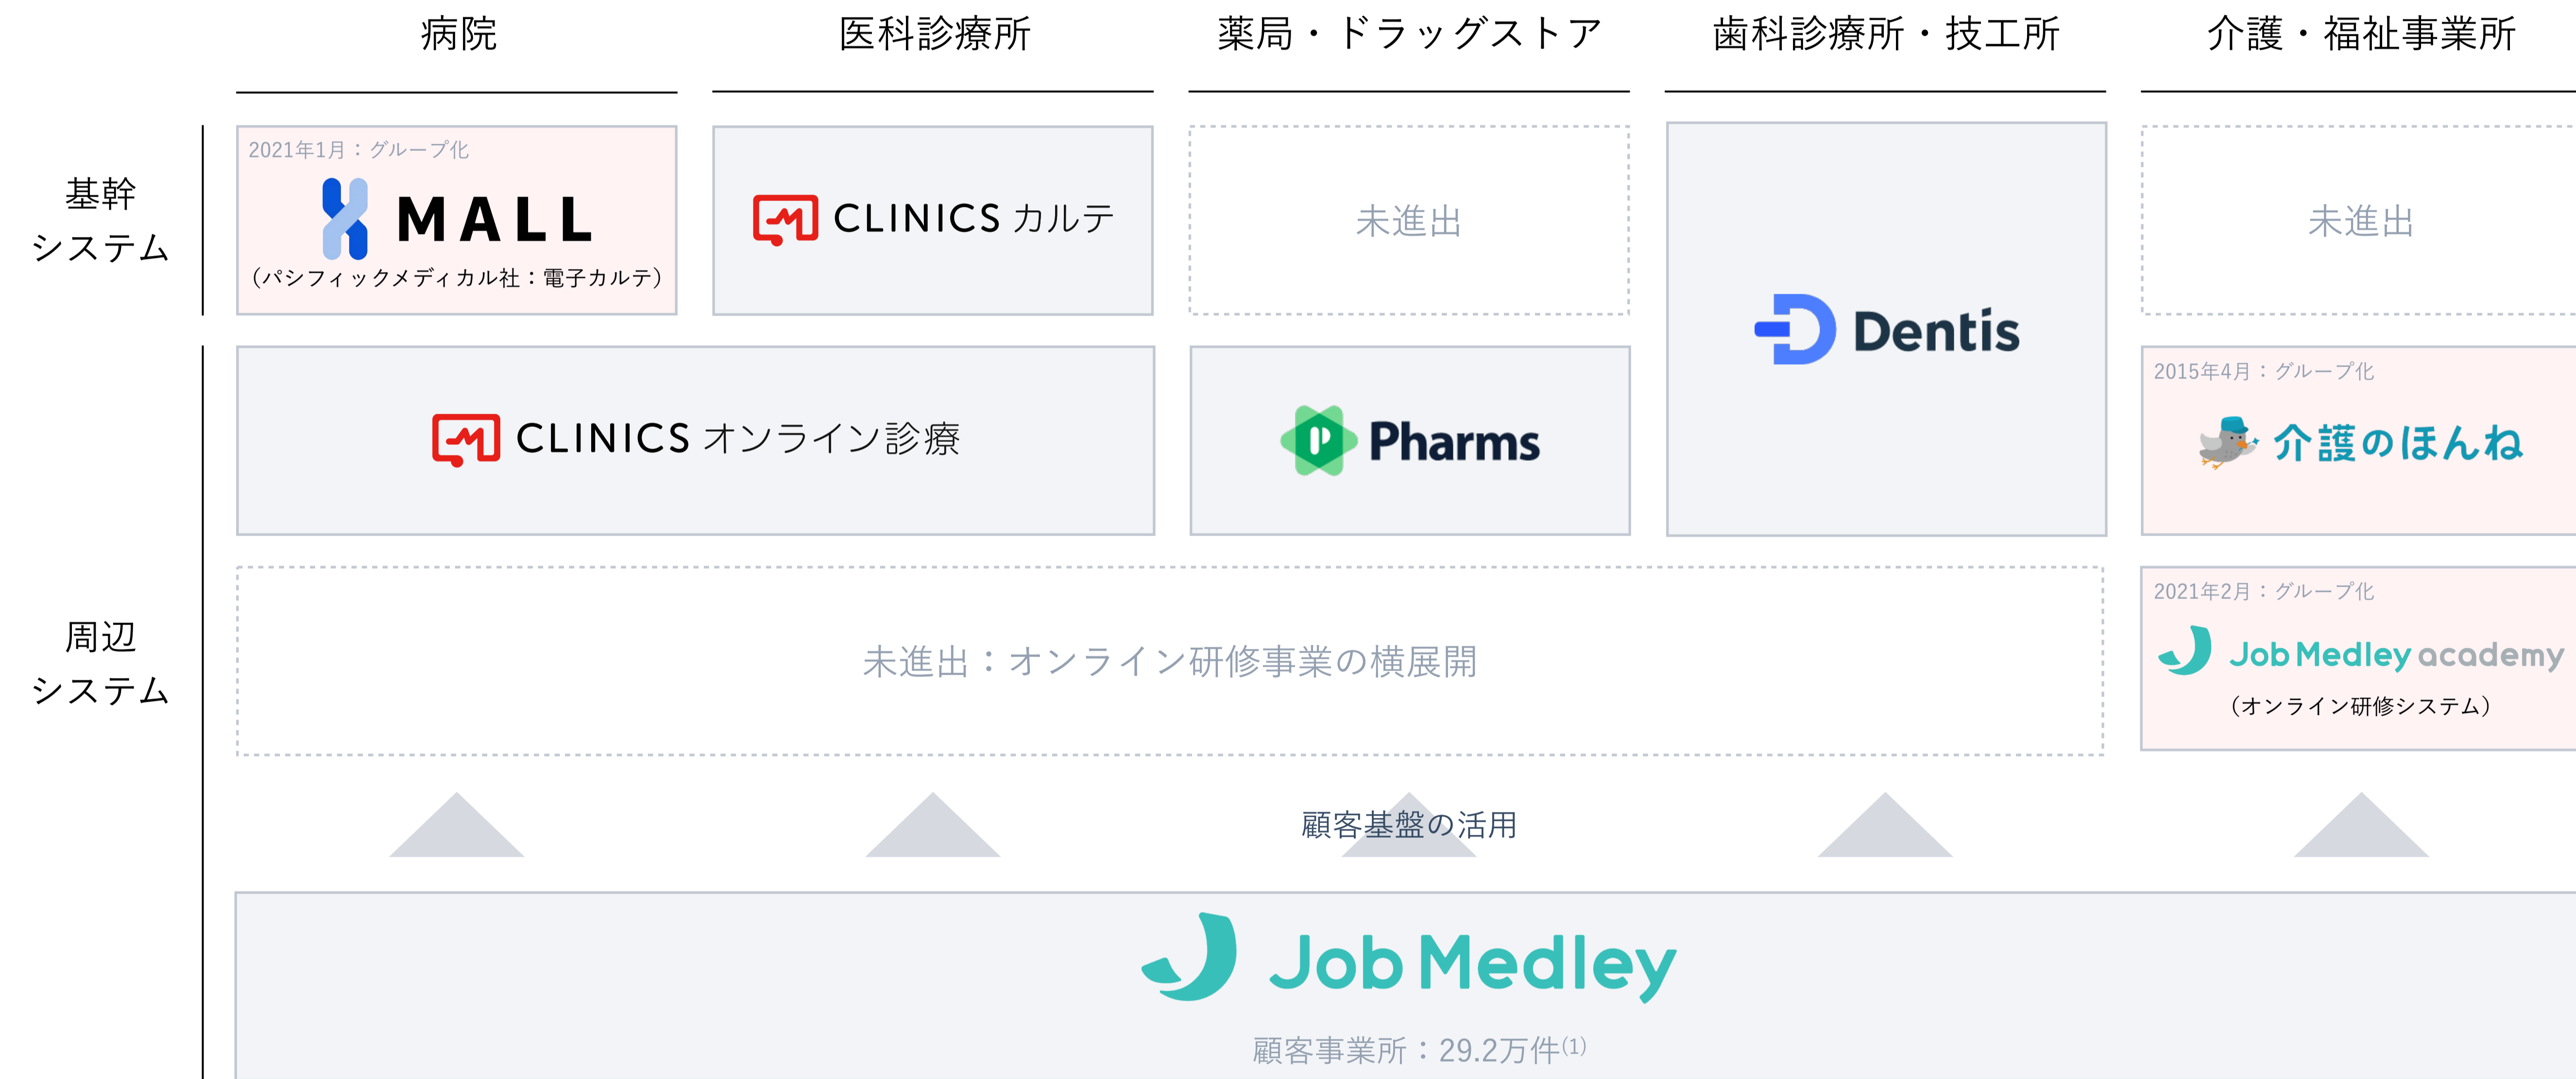 病院
医科診療所
薬局・ドラッグストア
歯科診療所・技工所
介護・福祉事業所
基幹
システム
2021年1月：グループ化
MALL
（パシフィックメディカル社：電子カルテ）
CLINICS カルテ
未進出
Dentis
未進出
周辺
システム
CLINICS オンライン診療
Pharms
2015年4月：グループ化
介護のほんね
未進出：オンライン研修事業の横展開
2021年2月：グループ化
Job Medley academy
（オンライン研修システム）
顧客基盤の活用
Job Medley
顧客事業所：29.2万件(1)